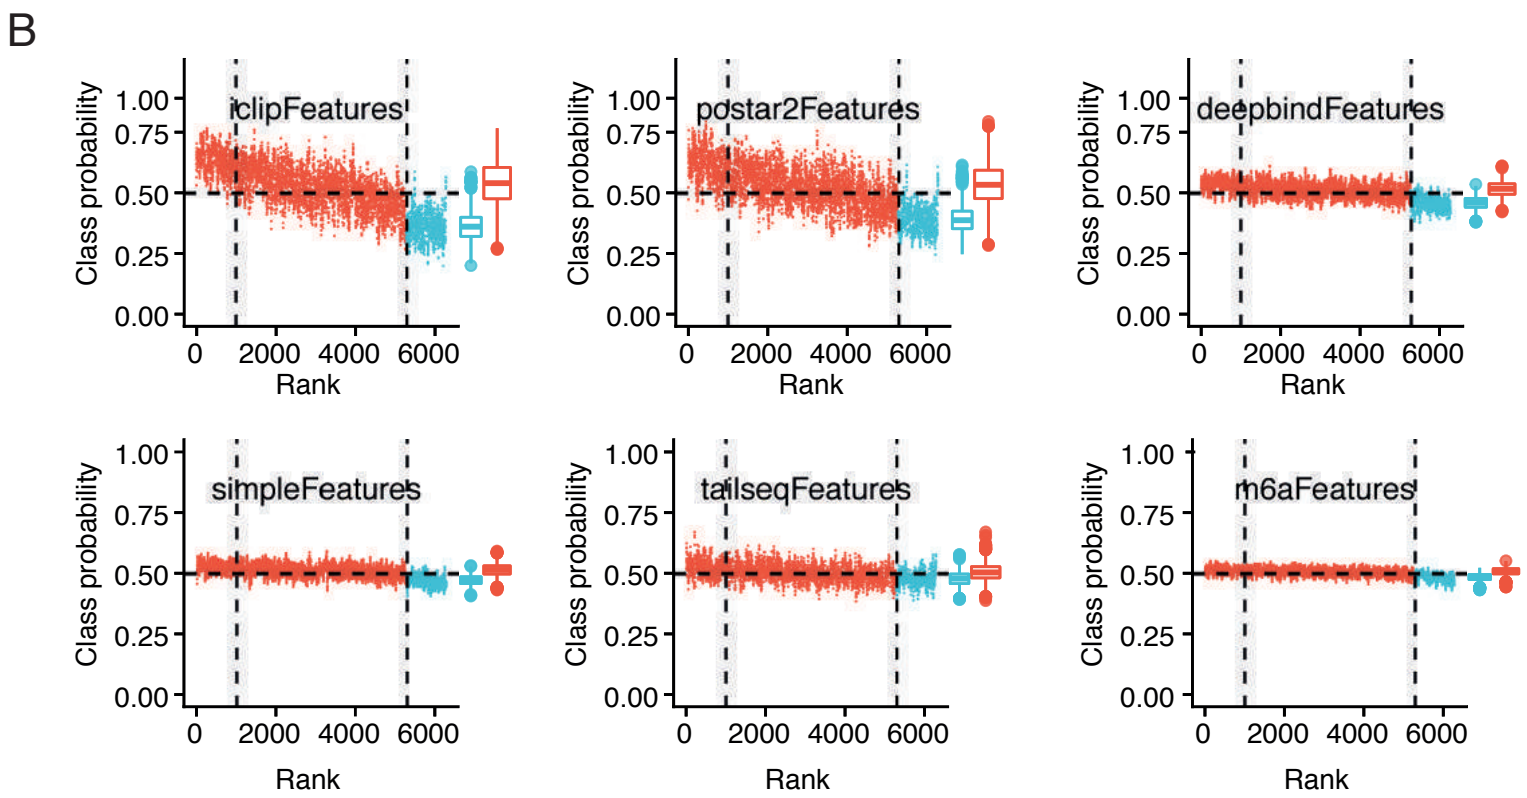 B
Class probability
1.00
0.75
0.50
0.25
0.00
iclipFeatures
0 2000 4000 6000
Rank
Class probability
1.00
0.75
0.50
0.25
0.00
postar2Features
0 2000 4000 6000
Rank
Class probability
1.00
0.75
0.50
0.25
0.00
deepbindFeatures
0 2000 4000 6000
Rank
Class probability
1.00
0.75
0.50
0.25
0.00
simpleFeatures
0 2000 4000 6000
Rank
Class probability
1.00
0.75
0.50
0.25
0.00
tailseqFeatures
0 2000 4000 6000
Rank
Class probability
1.00
0.75
0.50
0.25
0.00
m6aFeatures
0 2000 4000 6000
Rank